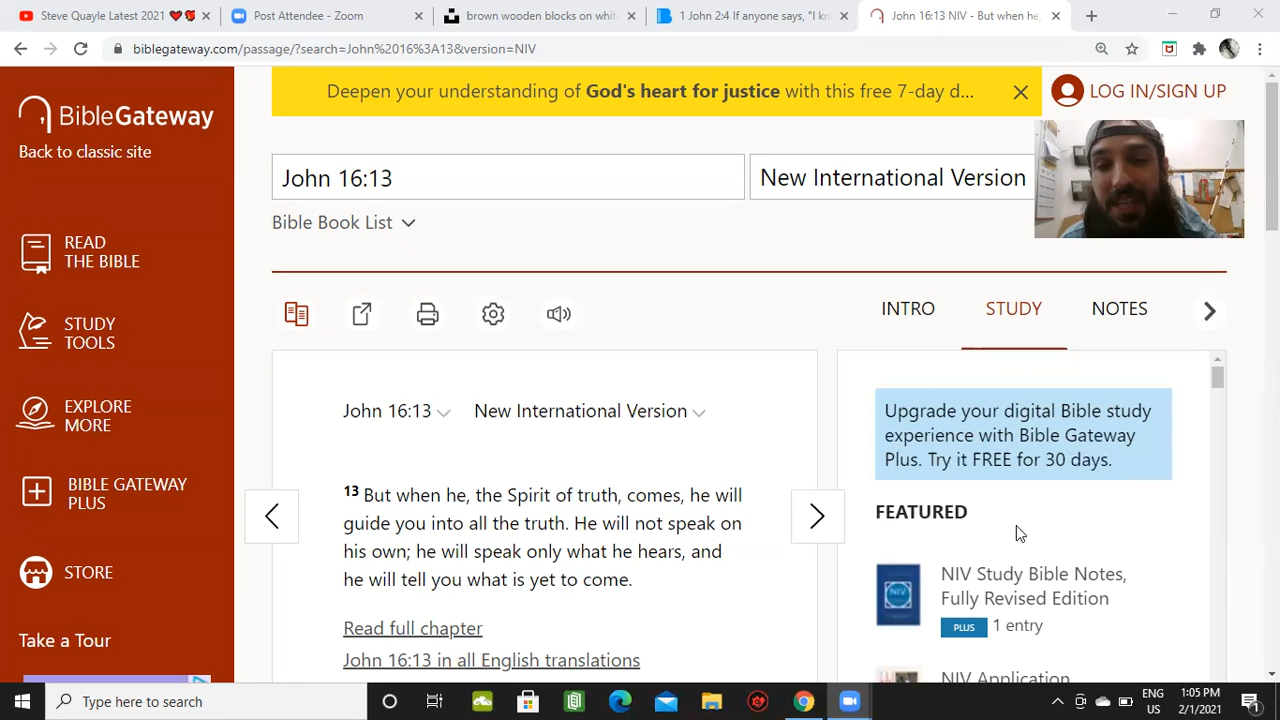 Steve Quayle Latest 2021
Post Attendee - Zoom
brown wooden blocks on whit
1 John 2:4 If anyone says, "I kn
John 16:13 NIV - But when he,
biblegateway.com/passage/?search=John%2016%3A13&version=NIV
BibleGateway
Back to classic site
READ
THE BIBLE
STUDY
TOOLS
EXPLORE
MORE
BIBLE GATEWAY
PLUS
STORE
Take a Tour
Deepen your understanding of God's heart for justice with this free 7-day d...
LOG IN/SIGN UP
John 16:13
New International Version
Bible Book List
INTRO
STUDY
NOTES
John 16:13
New International Version
13 But when he, the Spirit of truth, comes, he will
guide you into all the truth. He will not speak on
his own; he will speak only what he hears, and
he will tell you what is yet to come.
Read full chapter
John 16:13 in all English translations
Upgrade your digital Bible study
experience with Bible Gateway
Plus. Try it FREE for 30 days.
FEATURED
NIV
NIV Study Bible Notes,
Fully Revised Edition
PLUS 1 entry
NIV Application
Type here to search
ENG
US
1:05 PM
2/1/2021